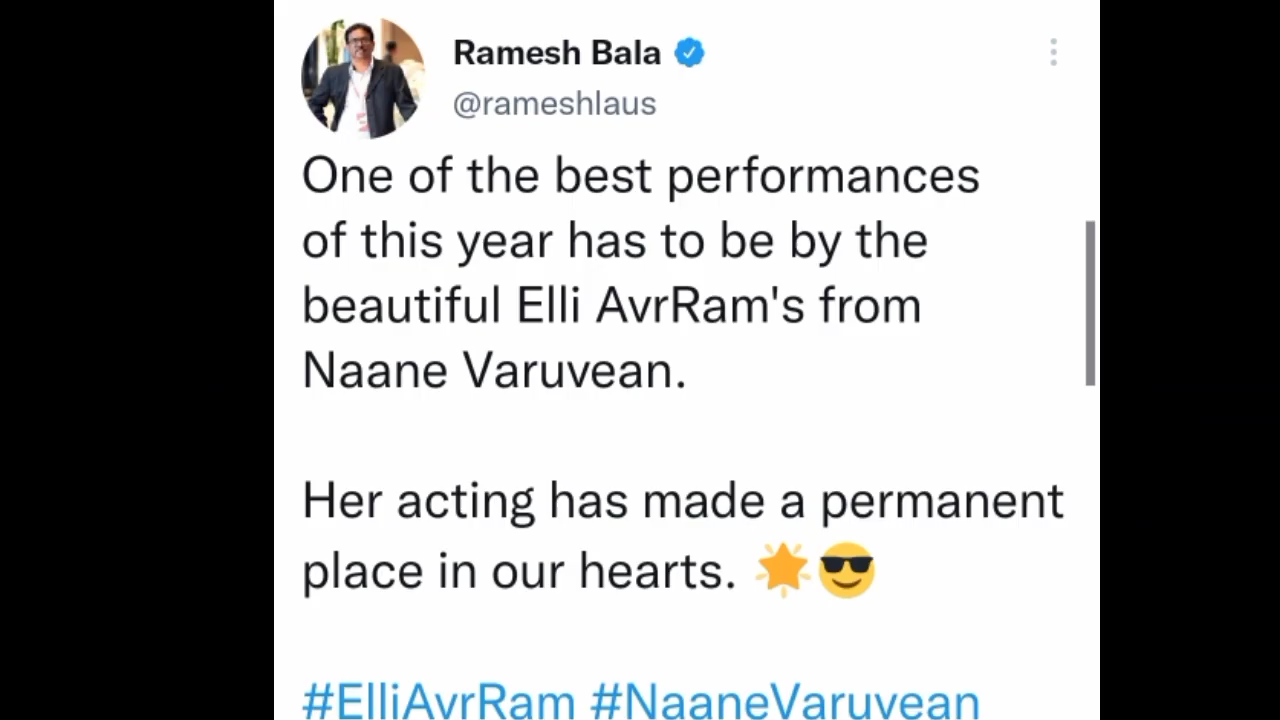 Ramesh Bala
@rameshlaus
One of the best performances
of this year has to be by the
beautiful Elli AvrRam's from
Naane Varuvean.
Her acting has made a permanent
place in our hearts. 🌟😎
#ElliAvrRam #NaaneVaruvean